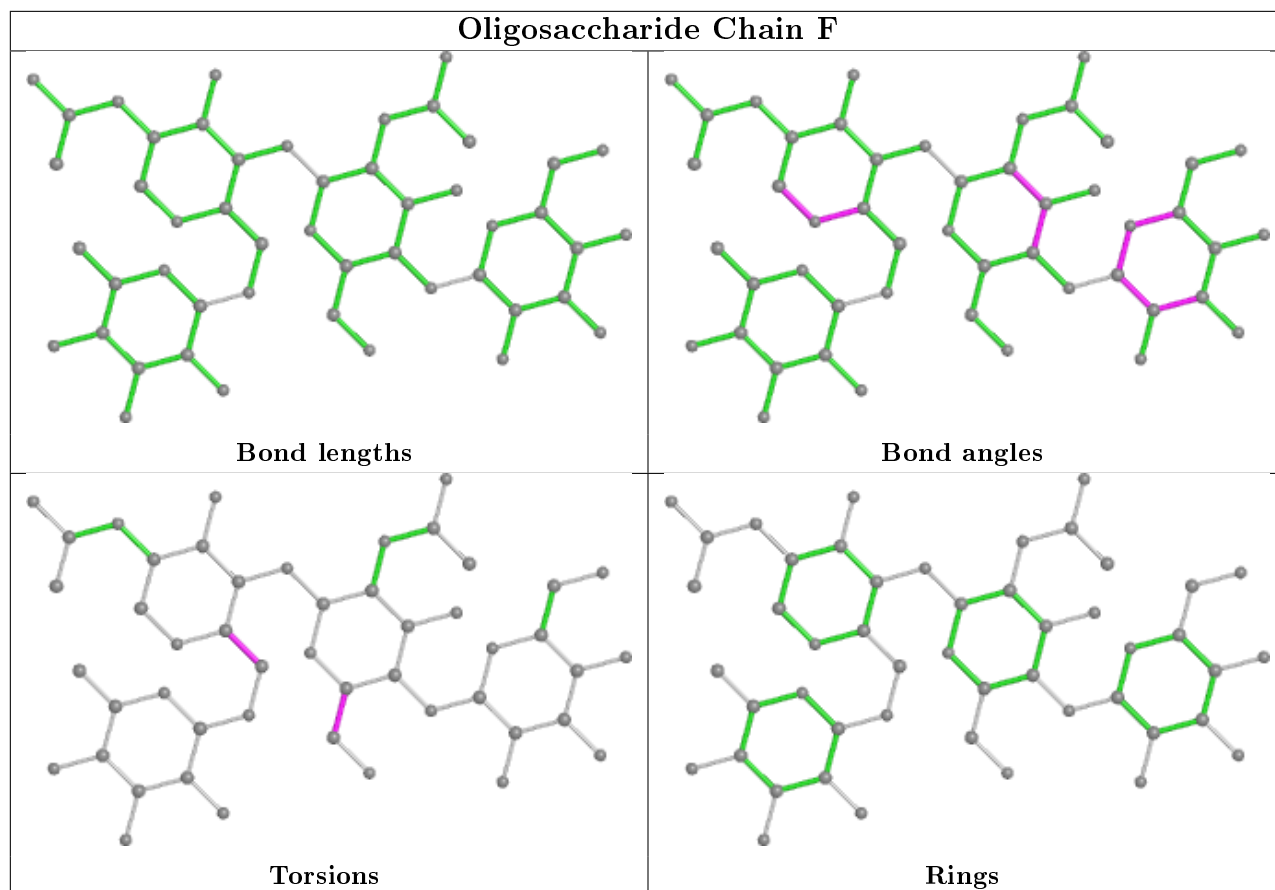 Oligosaccharide Chain F
Bond lengths
Bond angles
Torsions
Rings